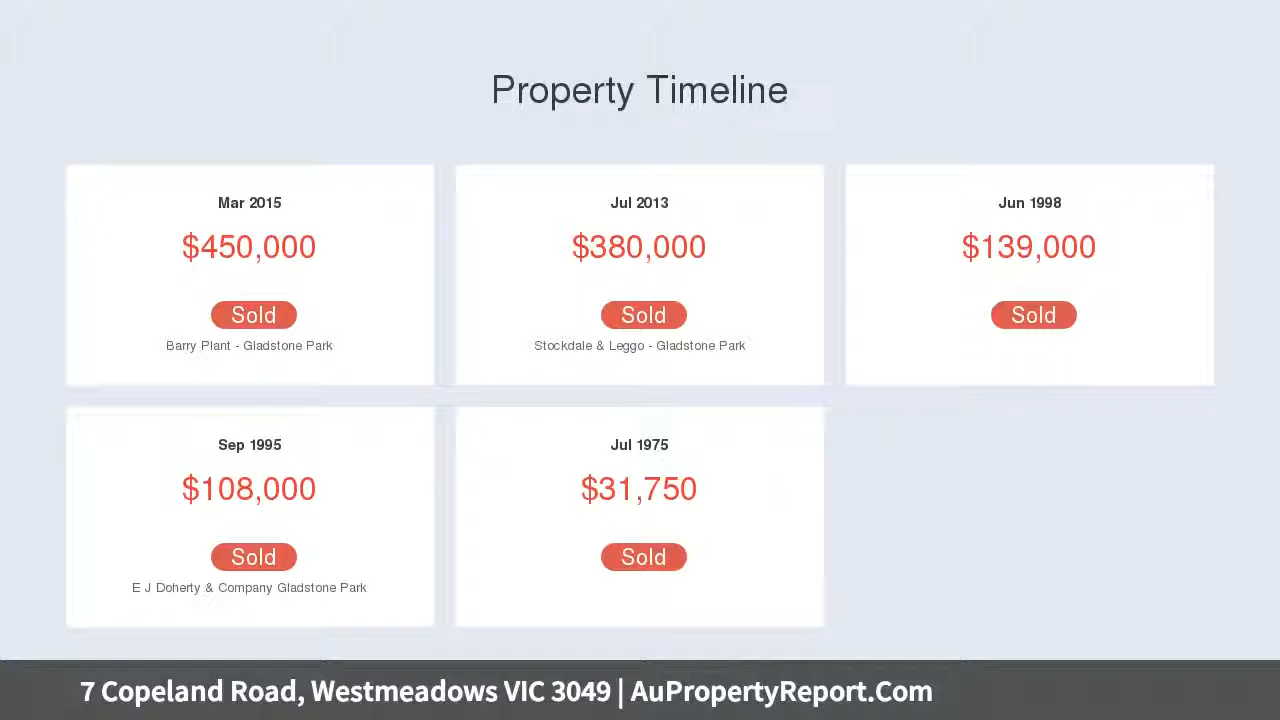 Property Timeline
Mar 2015
$450,000
Sold
Barry Plant - Gladstone Park
Jul 2013
$380,000
Sold
Stockdale & Leggo - Gladstone Park
Jun 1998
$139,000
Sold
Sep 1995
$108,000
Sold
E J Doherty & Company Gladstone Park
Jul 1975
$31,750
Sold
7 Copeland Road, Westmeadows VIC 3049 | AuPropertyReport.Com